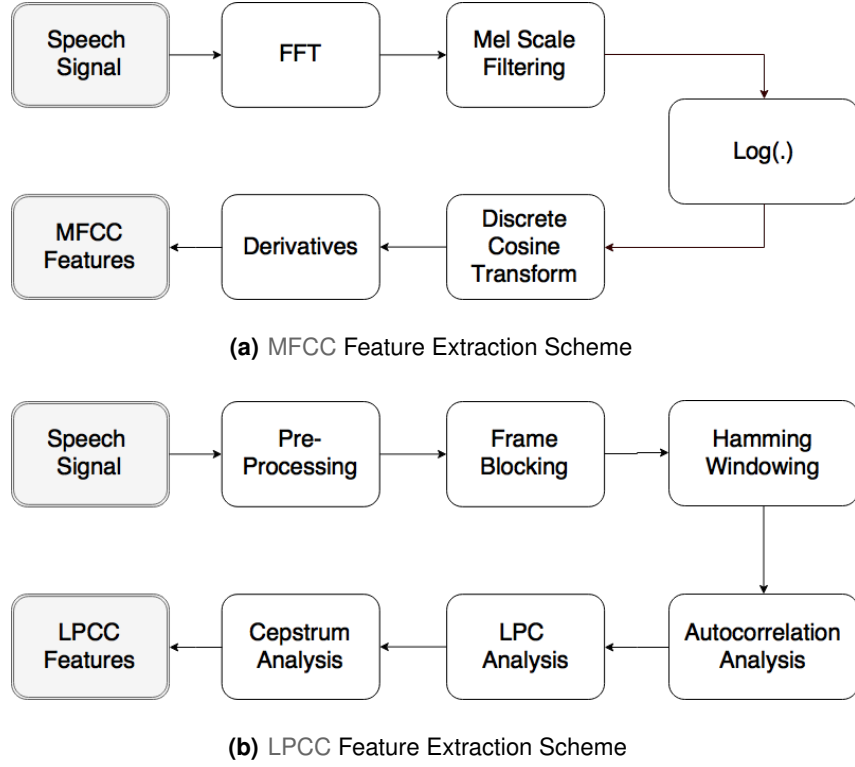 Speech
Signal
FFT
Mel Scale
Filtering
Log(.)
Discrete
Cosine
Transform
Derivatives
MFCC
Features
(a) MFCC Feature Extraction Scheme
Speech
Signal
Pre-
Processing
Frame
Blocking
Hamming
Windowing
Autocorrelation
Analysis
LPC
Analysis
Cepstrum
Analysis
LPCC
Features
(b) LPCC Feature Extraction Scheme